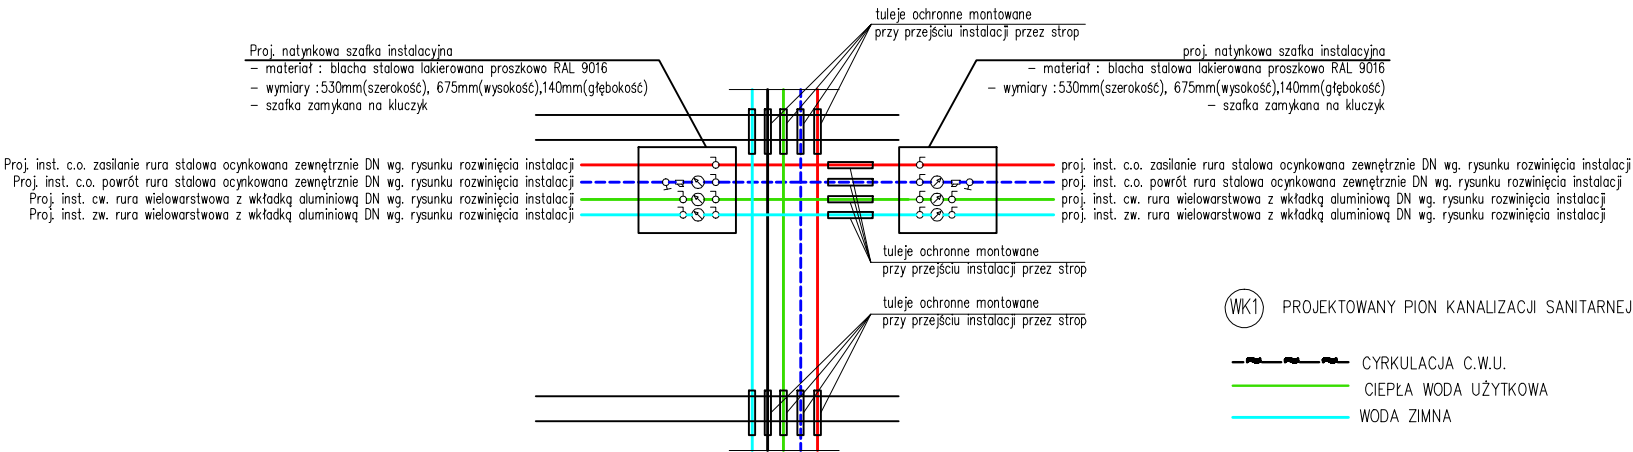 tuleje ochronne montowane
przy przejściu instalacji przez strop
Proj. natynkowa szafka instalacyjna
– materiał : blacha stalowa lakierowana proszkowo RAL 9016
– wymiary :530mm(szerokość), 675mm(wysokość),140mm(głębokość)
– szafka zamykana na kluczyk
proj. natynkowa szafka instalacyjna
– materiał : blacha stalowa lakierowana proszkowo RAL 9016
– wymiary :530mm(szerokość), 675mm(wysokość),140mm(głębokość)
– szafka zamykana na kluczyk
Proj. inst. c.o. zasilanie rura stalowa ocynkowana zewnętrznie DN wg. rysunku rozwinięcia instalacji
Proj. inst. c.o. powrót rura stalowa ocynkowana zewnętrznie DN wg. rysunku rozwinięcia instalacji
Proj. inst. cw. rura wielowarstwowa z wkładką aluminiową DN wg. rysunku rozwinięcia instalacji
Proj. inst. zw. rura wielowarstwowa z wkładką aluminiową DN wg. rysunku rozwinięcia instalacji
proj. inst. c.o. zasilanie rura stalowa ocynkowana zewnętrznie DN wg. rysunku rozwinięcia instalacji
proj. inst. c.o. powrót rura stalowa ocynkowana zewnętrznie DN wg. rysunku rozwinięcia instalacji
proj. inst. cw. rura wielowarstwowa z wkładką aluminiową DN wg. rysunku rozwinięcia instalacji
proj. inst. zw. rura wielowarstwowa z wkładką aluminiową DN wg. rysunku rozwinięcia instalacji
tuleje ochronne montowane
przy przejściu instalacji przez strop
tuleje ochronne montowane
przy przejściu instalacji przez strop
WK1 PROJEKTOWANY PION KANALIZACJI SANITARNEJ
CYRKULACJA C.W.U.
CIEPŁA WODA UŻYTKOWA
WODA ZIMNA